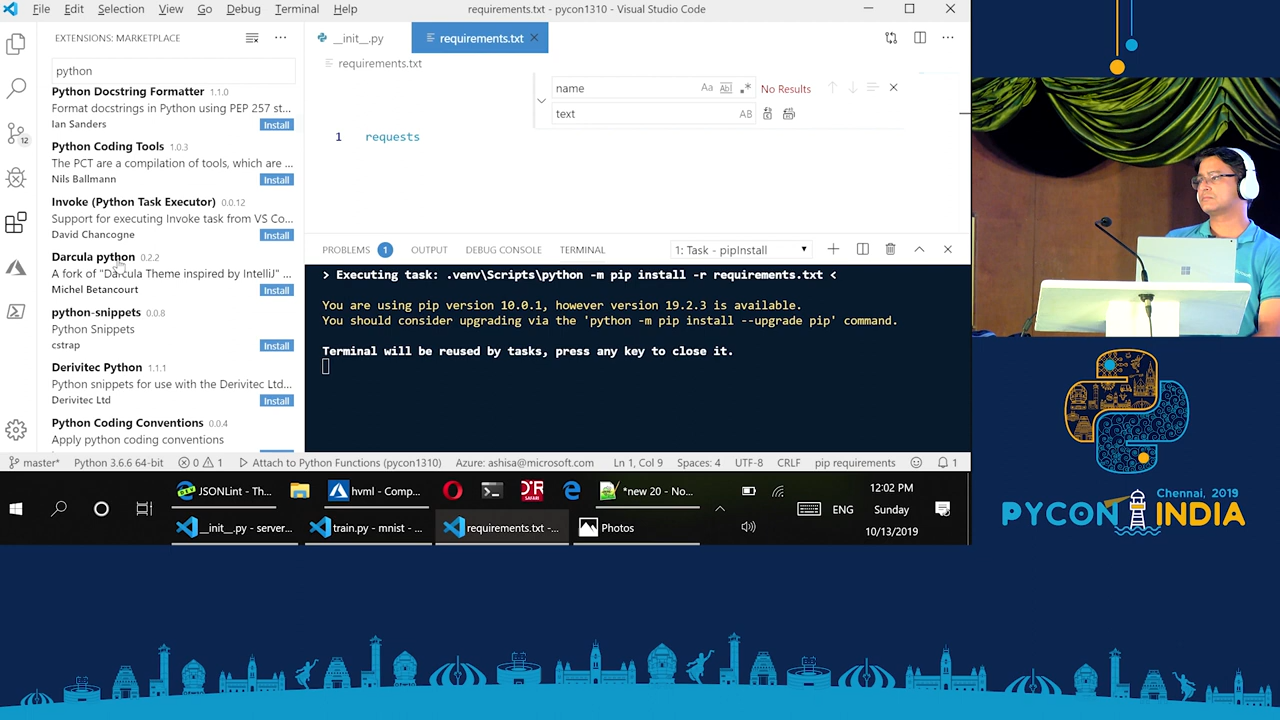 File Edit Selection View Go Debug Terminal Help
requirements.txt - pycon1310 - Visual Studio Code
EXTENSIONS: MARKETPLACE
python
Python Docstring Formatter 1.1.0
Format docstrings in Python using PEP 257 st...
Ian Sanders
Install
Python Coding Tools 1.0.3
The PCT are a compilation of tools, which are ...
Nils Ballmann
Install
Invoke (Python Task Executor) 0.0.12
Support for executing Invoke task from VS Co...
David Chancogne
Install
Darcula python 0.2.2
A fork of "Darcula Theme inspired by IntelliJ" ...
Michel Betancourt
Install
python-snippets 0.0.8
Python Snippets
cstrap
Install
Derivitec Python 1.1.1
Python snippets for use with the Derivitec Ltd...
Derivitec Ltd
Install
Python Coding Conventions 0.0.4
Apply python coding conventions
12
__init__.py
requirements.txt
requirements.txt
name
Aa Abl .*
No Results
text
AB
1 requests
PROBLEMS 1 OUTPUT DEBUG CONSOLE TERMINAL
1: Task - pipInstall
> Executing task: .venv\Scripts\python -m pip install -r requirements.txt <
You are using pip version 10.0.1, however version 19.2.3 is available.
You should consider upgrading via the 'python -m pip install --upgrade pip' command.
Terminal will be reused by tasks, press any key to close it.
master* Python 3.6.6 64-bit 0 1 Attach to Python Functions (pycon1310) Azure: ashisa@microsoft.com Ln 1, Col 9 Spaces: 4 UTF-8 CRLF pip requirements 1
JSONLint - Th...
hvml - Comp...
*new 20 - No...
__init__.py - server...
train.py - mnist - ...
requirements.txt -...
Photos
ENG
12:02 PM
Sunday
10/13/2019
Chennai, 2019
PYCON INDIA